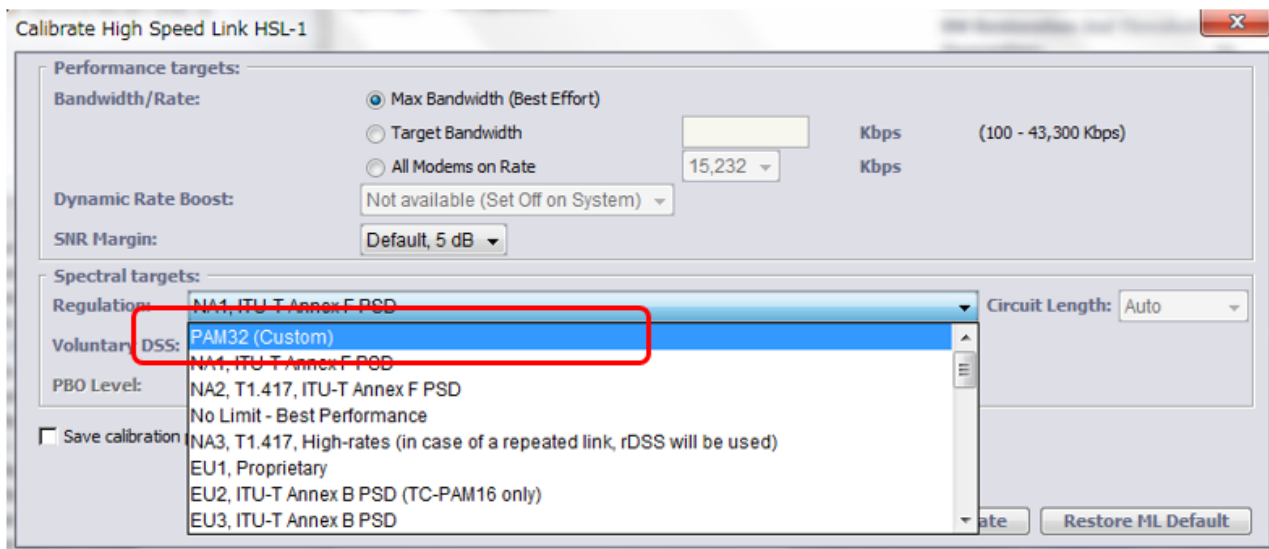 Calibrate High Speed Link HSL-1
Performance targets:
Bandwidth/Rate: Max Bandwidth (Best Effort)
Target Bandwidth Kbps (100 - 43,300 Kbps)
All Modems on Rate 15,232 Kbps
Dynamic Rate Boost: Not available (Set Off on System)
SNR Margin: Default, 5 dB
Spectral targets:
Regulation: NA1, ITU-T Annex F PSD Circuit Length: Auto
Voluntary DSS: PAM32 (Custom)
NA1, ITU-T Annex F PSD
PBO Level: NA2, T1.417, ITU-T Annex F PSD
No Limit - Best Performance
Save calibration NA3, T1.417, High-rates (in case of a repeated link, rDSS will be used)
EU1, Proprietary
EU2, ITU-T Annex B PSD (TC-PAM16 only)
EU3, ITU-T Annex B PSD
ate Restore ML Default